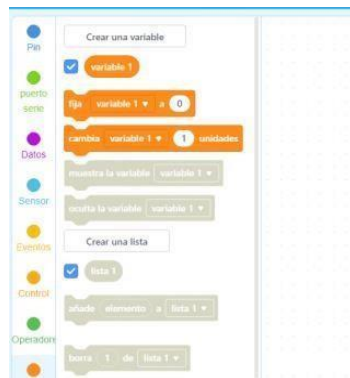 Crear una variable
Pin
variable 1
puerto
serie
fija variable 1 a 0
cambia variable 1 1 unidades
Datos
muestra la variable variable 1
Sensor
oculta la variable variable 1
Crear una lista
Eventos
lista 1
Control
añade elemento a lista 1
Operadore
borra 1 de lista 1